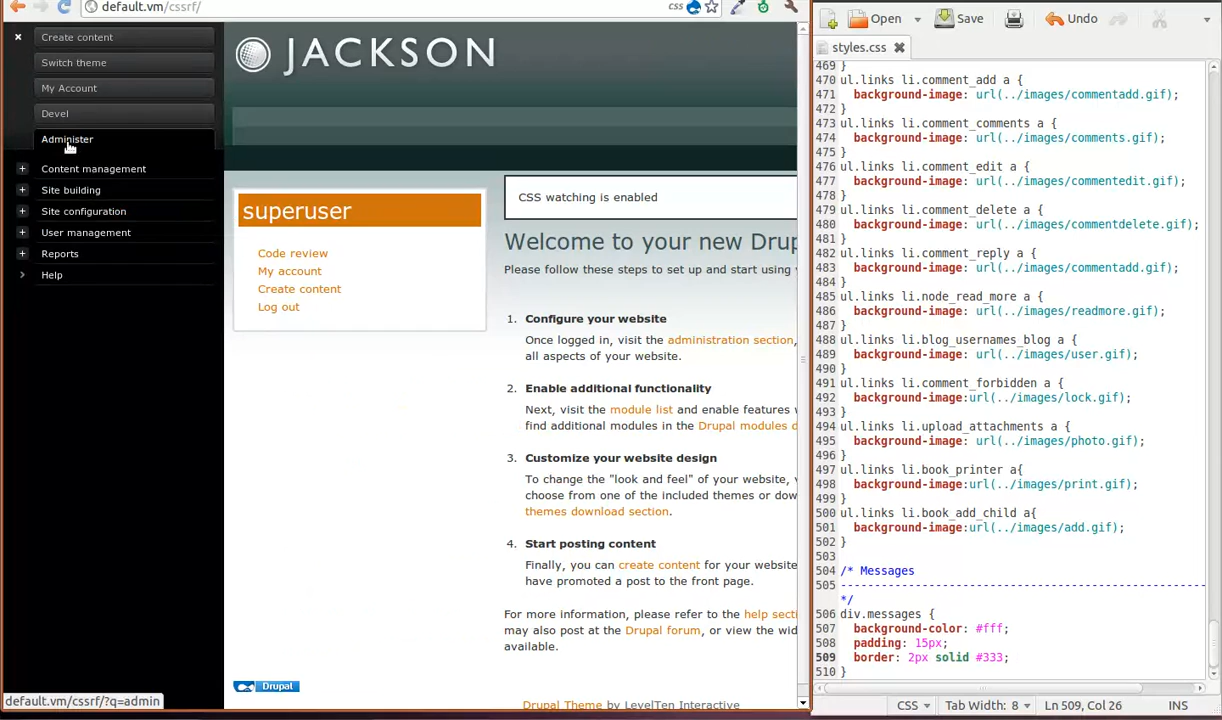 default.vm/cssrf/
css
Create content
Switch theme
My Account
Devel
Administer
Content management
Site building
Site configuration
User management
Reports
Help
JACKSON
superuser
Code review
My account
Create content
Log out
CSS watching is enabled
Welcome to your new Drup
Please follow these steps to set up and start using
1. Configure your website
Once logged in, visit the administration section,
all aspects of your website.
2. Enable additional functionality
Next, visit the module list and enable features
find additional modules in the Drupal modules d
3. Customize your website design
To change the "look and feel" of your website,
choose from one of the included themes or dow
themes download section.
4. Start posting content
Finally, you can create content for your website
have promoted a post to the front page.
For more information, please refer to the help secti
may also post at the Drupal forum, or view the wid
available.
Drupal
Drupal Theme by LevelTen Interactive
default.vm/cssrf/?q=admin
Open Save Undo
styles.css
469 }
470 ul.links li.comment_add a {
471 background-image: url(../images/commentadd.gif);
472 }
473 ul.links li.comment_comments a {
474 background-image: url(../images/comments.gif);
475 }
476 ul.links li.comment_edit a {
477 background-image: url(../images/commentedit.gif);
478 }
479 ul.links li.comment_delete a {
480 background-image: url(../images/commentdelete.gif);
481 }
482 ul.links li.comment_reply a {
483 background-image: url(../images/commentadd.gif);
484 }
485 ul.links li.node_read_more a {
486 background-image: url(../images/readmore.gif);
487 }
488 ul.links li.blog_usernames_blog a {
489 background-image: url(../images/user.gif);
490 }
491 ul.links li.comment_forbidden a {
492 background-image:url(../images/lock.gif);
493 }
494 ul.links li.upload_attachments a {
495 background-image: url(../images/photo.gif);
496 }
497 ul.links li.book_printer a{
498 background-image:url(../images/print.gif);
499 }
500 ul.links li.book_add_child a{
501 background-image:url(../images/add.gif);
502 }
503
504 /* Messages
505 -------------------------------------------------------
*/
506 div.messages {
507 background-color: #fff;
508 padding: 15px;
509 border: 2px solid #333;
510 }
CSS Tab Width: 8 Ln 509, Col 26 INS